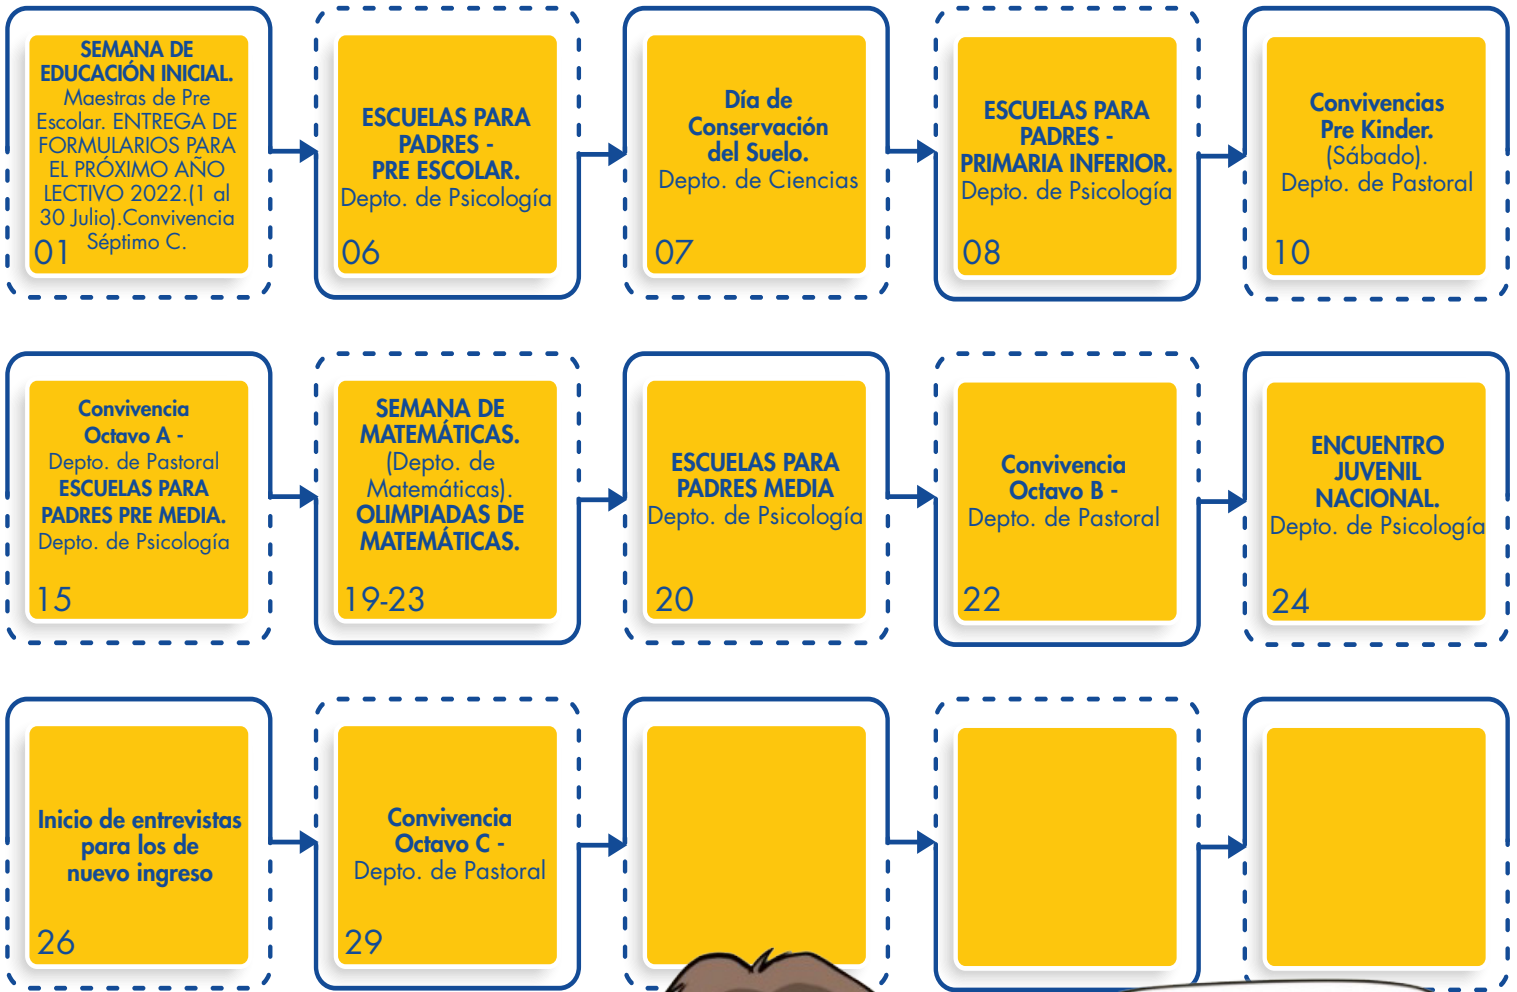 SEMANA DE
EDUCACIÓN INICIAL.
Maestras de Pre
Escolar. ENTREGA DE
FORMULARIOS PARA
EL PRÓXIMO AÑO
LECTIVO 2022.(1 al
30 Julio).Convivencia
Séptimo C.
01
ESCUELAS PARA
PADRES -
PRE ESCOLAR.
Depto. de Psicología
06
Día de
Conservación
del Suelo.
Depto. de Ciencias
07
ESCUELAS PARA
PADRES -
PRIMARIA INFERIOR.
Depto. de Psicología
08
Convivencias
Pre Kinder.
(Sábado).
Depto. de Pastoral
10
Convivencia
Octavo A -
Depto. de Pastoral
ESCUELAS PARA
PADRES PRE MEDIA.
Depto. de Psicología
15
SEMANA DE
MATEMÁTICAS.
(Depto. de
Matemáticas).
OLIMPIADAS DE
MATEMÁTICAS.
19-23
ESCUELAS PARA
PADRES MEDIA
Depto. de Psicología
20
Convivencia
Octavo B -
Depto. de Pastoral
22
ENCUENTRO
JUVENIL
NACIONAL.
Depto. de Psicología
24
Inicio de entrevistas
para los de
nuevo ingreso
26
Convivencia
Octavo C -
Depto. de Pastoral
29